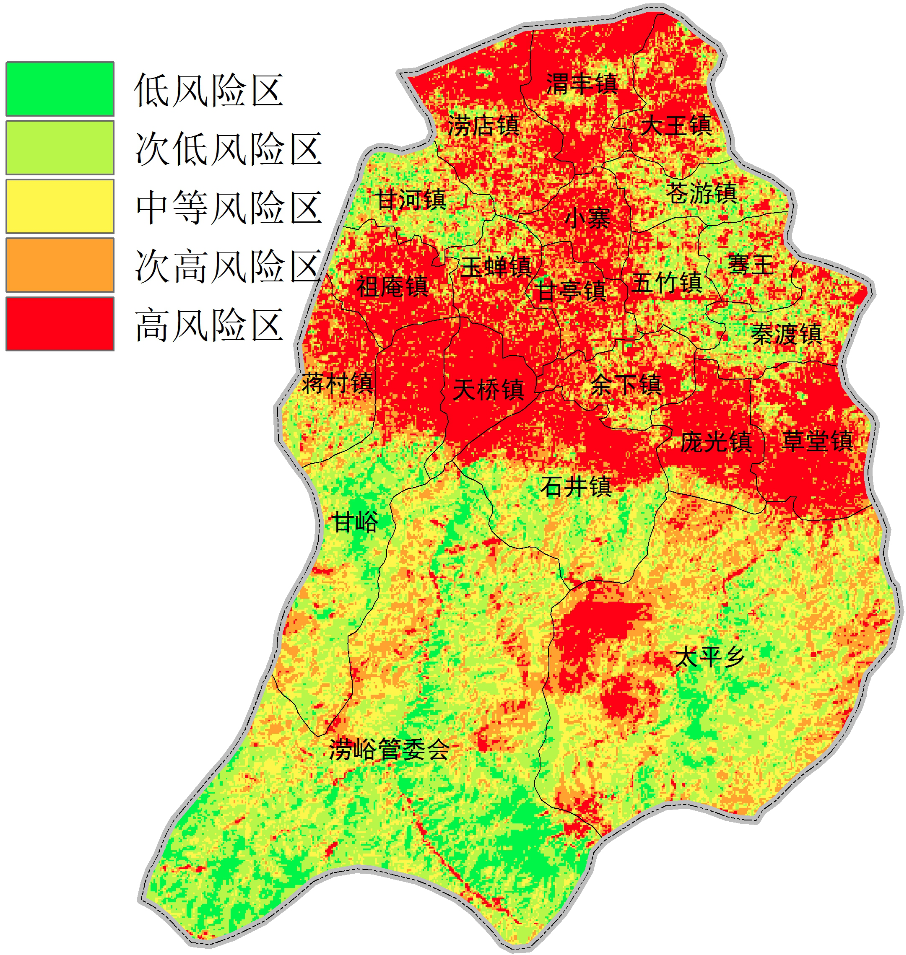 低风险区
次低风险区
中等风险区
次高风险区
高风险区
渭丰镇
涝店镇
大王镇
甘河镇
苍游镇
小寨
玉蝉镇
骞王
祖庵镇
甘亭镇
五竹镇
秦渡镇
蒋村镇
天桥镇
余下镇
庞光镇
草堂镇
石井镇
甘峪
太平乡
涝峪管委会